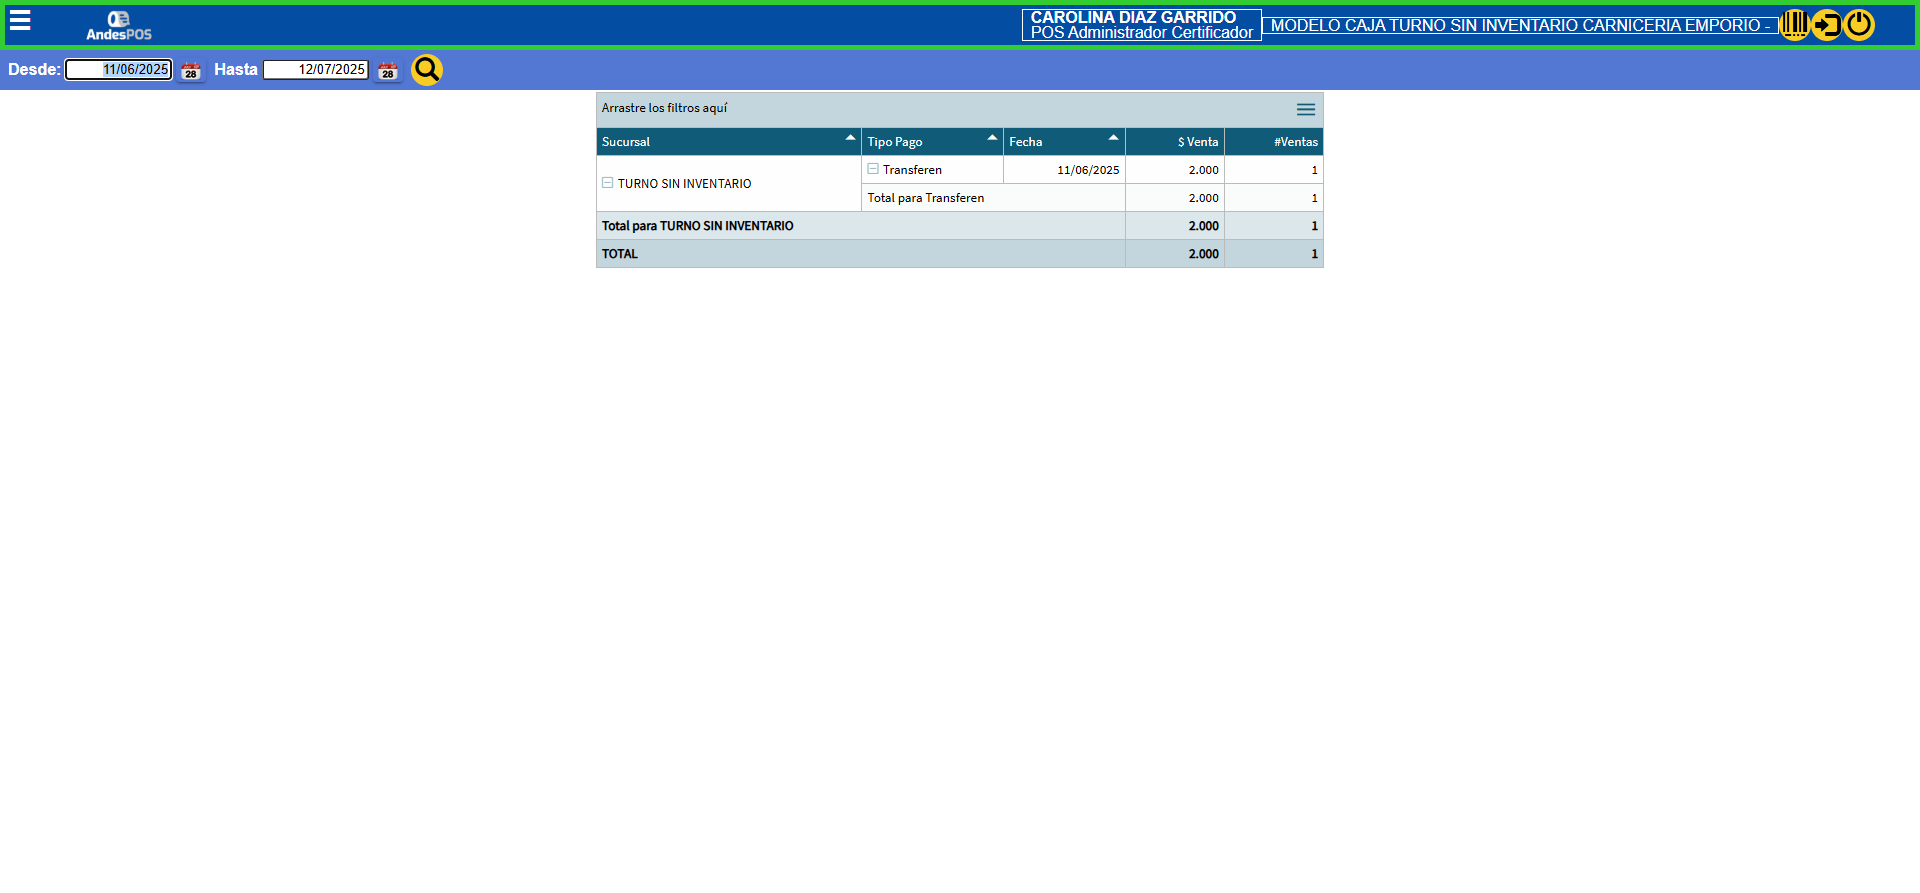 AndesPOS
CAROLINA DIAZ GARRIDO
POS Administrador Certificador
MODELO CAJA TURNO SIN INVENTARIO CARNICERIA EMPORIO -
Desde: 11/06/2025 28 Hasta 12/07/2025 28
Arrastre los filtros aquí
Sucursal Tipo Pago Fecha $ Venta #Ventas
TURNO SIN INVENTARIO Transferen 11/06/2025 2.000 1
Total para Transferen 2.000 1
Total para TURNO SIN INVENTARIO 2.000 1
TOTAL 2.000 1